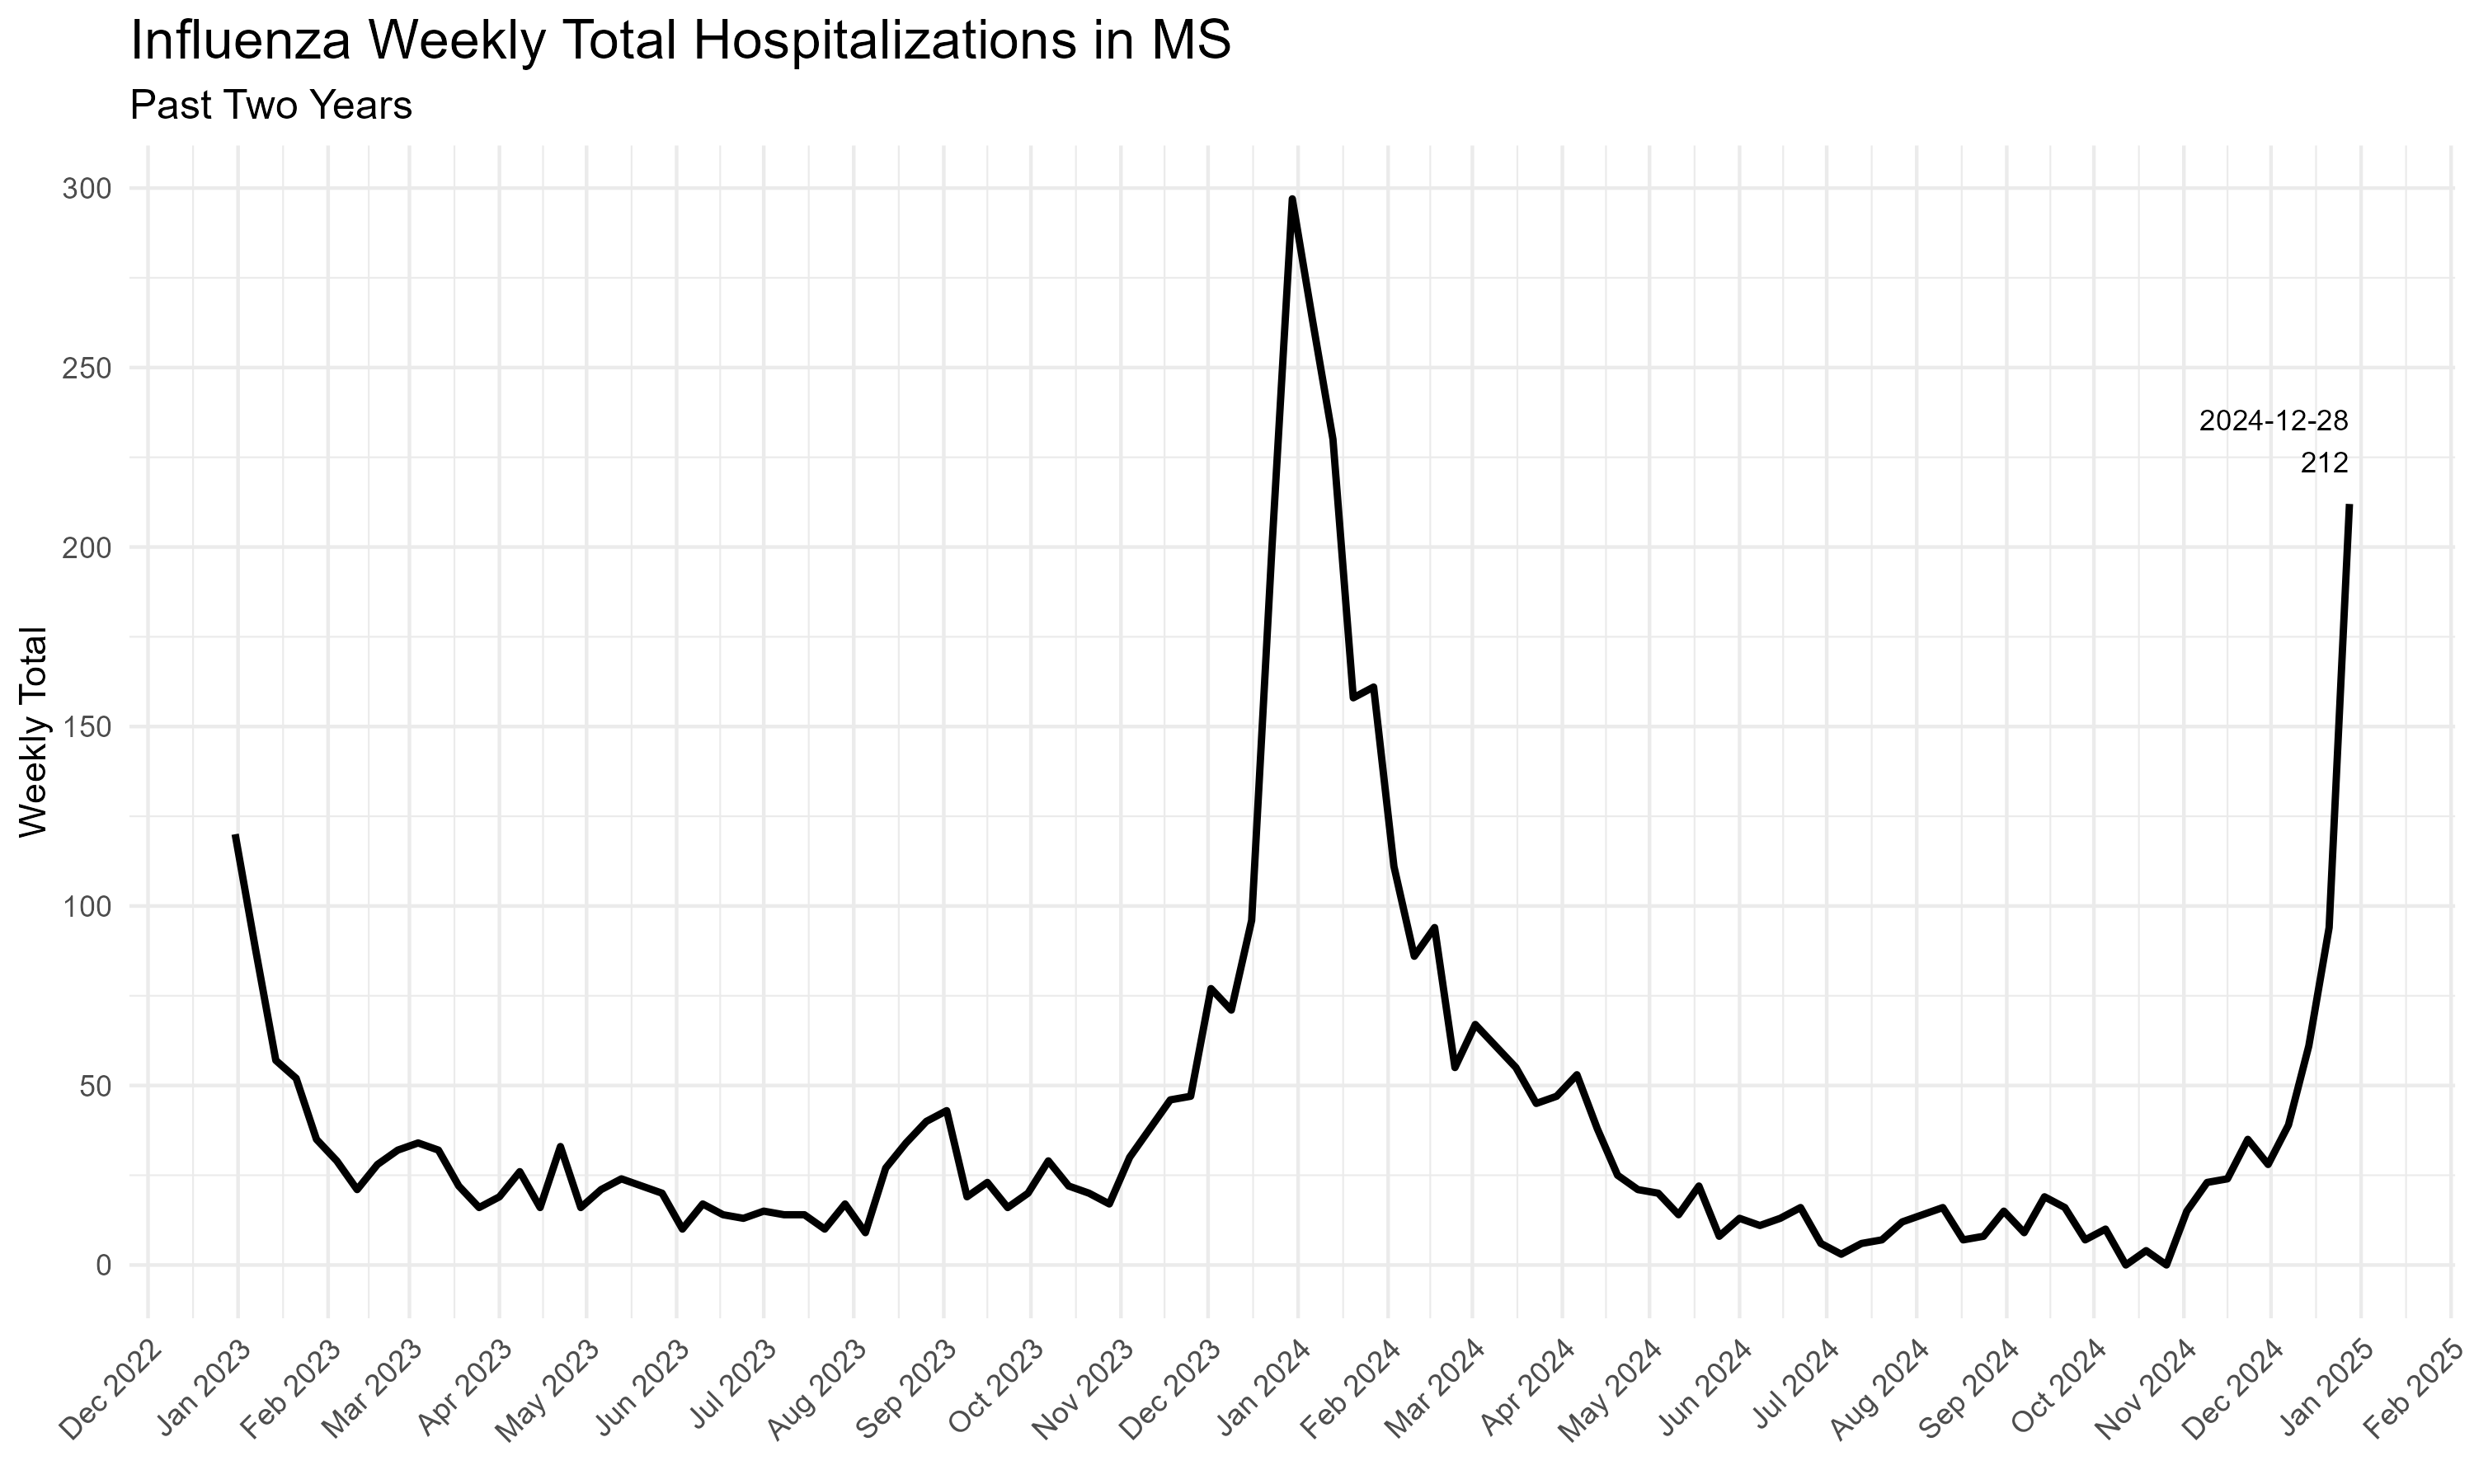 Influenza Weekly Total Hospitalizations in MS
Past Two Years
300
250
200
150
100
50
0
Weekly Total
2024-12-28
212
Dec 2022
Jan 2023
Feb 2023
Mar 2023
Apr 2023
May 2023
Jun 2023
Jul 2023
Aug 2023
Sep 2023
Oct 2023
Nov 2023
Dec 2023
Jan 2024
Feb 2024
Mar 2024
Apr 2024
May 2024
Jun 2024
Jul 2024
Aug 2024
Sep 2024
Oct 2024
Nov 2024
Dec 2024
Jan 2025
Feb 2025